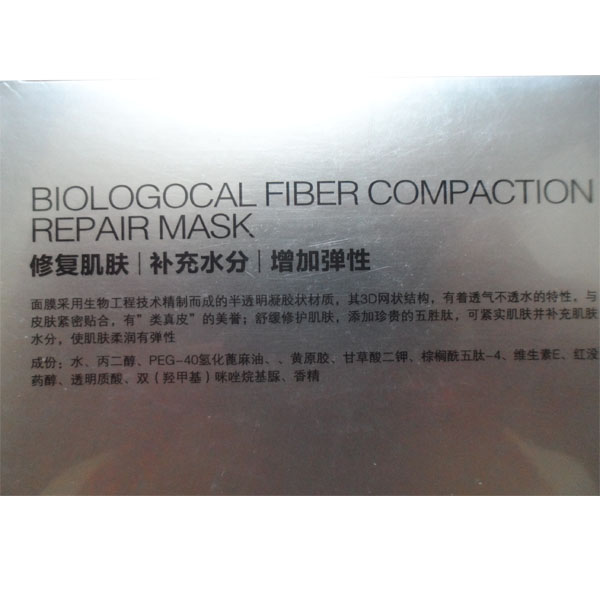 BIOLOGOCAL FIBER COMPACTION
REPAIR MASK
修复肌肤|补充水分|增加弹性
面膜采用生物工程技术精制而成的半透明凝胶状材质，其3D网状结构，有着透气不透水的特性，与
皮肤紧密贴合，有"类真皮"的美誉；舒缓修护肌肤，添加珍贵的五胜肽，可紧实肌肤并补充肌肤
水分，使肌肤柔润有弹性
成份：水、丙二醇、PEG-40氢化蓖麻油、、黄原胶、甘草酸二钾、棕榈酰五肽-4、维生素E、红没
药醇、透明质酸、双（羟甲基）咪唑烷基脲、香精